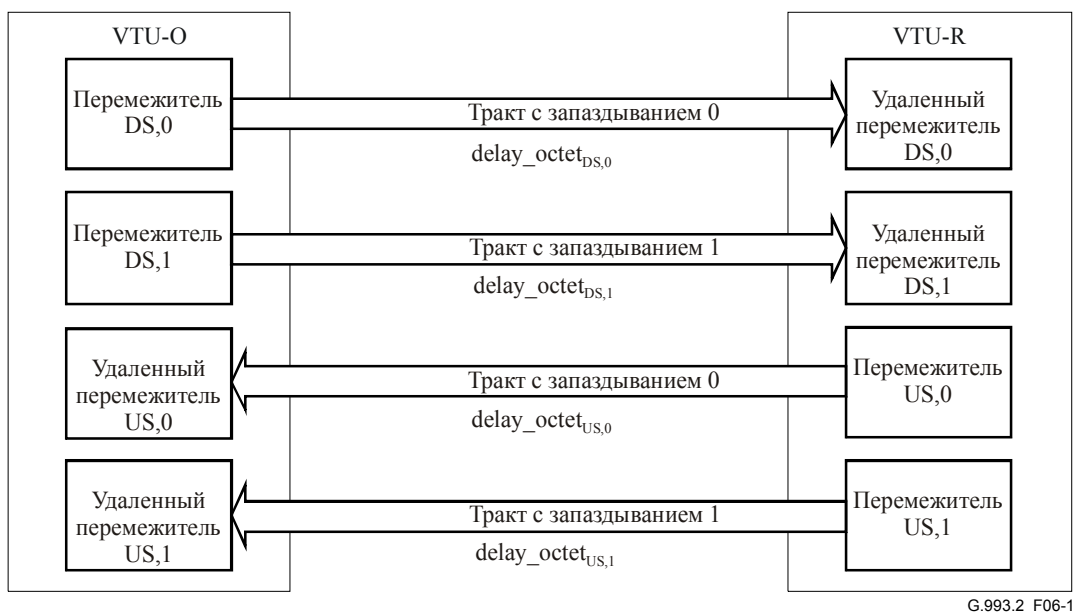 VTU-O
VTU-R
Перемежитель
DS,0
Тракт с запаздыванием 0
delay_octetDS,0
Удаленный
перемежитель
DS,0
Перемежитель
DS,1
Тракт с запаздыванием 1
delay_octetDS,1
Удаленный
перемежитель
DS,1
Удаленный
перемежитель
US,0
Тракт с запаздыванием 0
delay_octetUS,0
Перемежитель
US,0
Удаленный
перемежитель
US,1
Тракт с запаздыванием 1
delay_octetUS,1
Перемежитель
US,1
G.993.2_F06-1